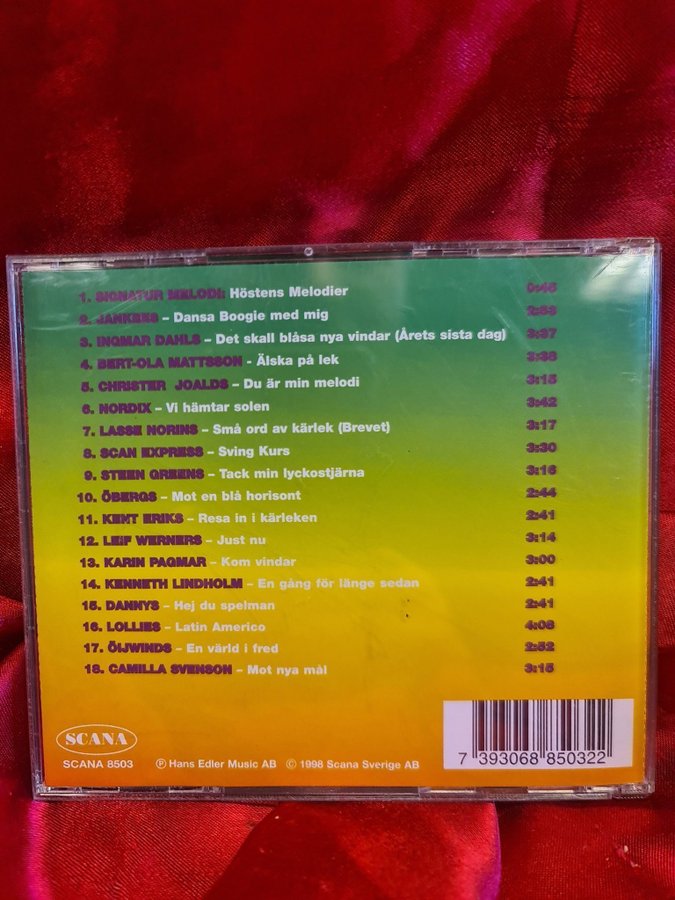 1. SIGNATUR MELODI: Höstens Melodier 0:46
2. JANKEES – Dansa Boogie med mig 2:53
3. INGMAR DAHLS – Det skall blåsa nya vindar (Årets sista dag) 3:37
4. BERT-OLA MATTSSON - Älska på lek 3:38
5. CHRISTER JOALDS – Du är min melodi 3:15
6. NORDIX – Vi hämtar solen 3:42
7. LASSE NORINS – Små ord av kärlek (Brevet) 3:17
8. SCAN EXPRESS – Sving Kurs 3:30
9. STEEN GREENS – Tack min lyckostjärna 3:16
10. ÖBERGS – Mot en blå horisont 2:44
11. KENT ERIKS – Resa in i kärleken 2:41
12. LEIF WERNERS – Just nu 3:14
13. KARIN PAGMAR – Kom vindar 3:00
14. KENNETH LINDHOLM – En gång för länge sedan 2:41
15. DANNYS – Hej du spelman 2:41
16. LOLLIES – Latin Americo 4:08
17. ÖIJWINDS – En värld i fred 2:52
18. CAMILLA SVENSON – Mot nya mål 3:15
SCANA
SCANA 8503 ℗ Hans Edler Music AB © 1998 Scana Sverige AB
7 393068 850322